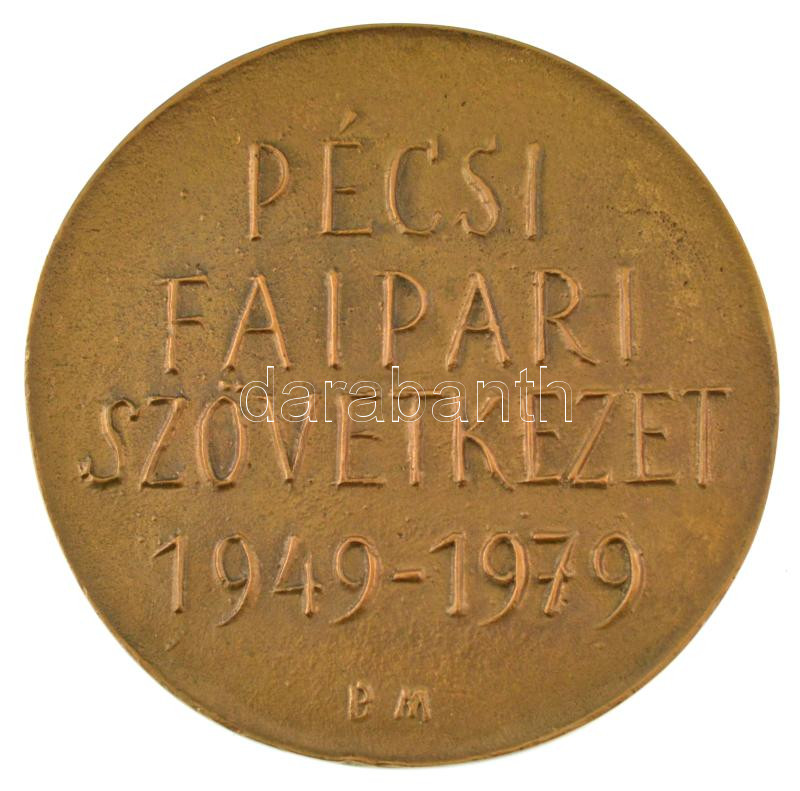 PÉCSI
FAIPARI
SZÖVETKEZET
darabanth
1949-1979
BM